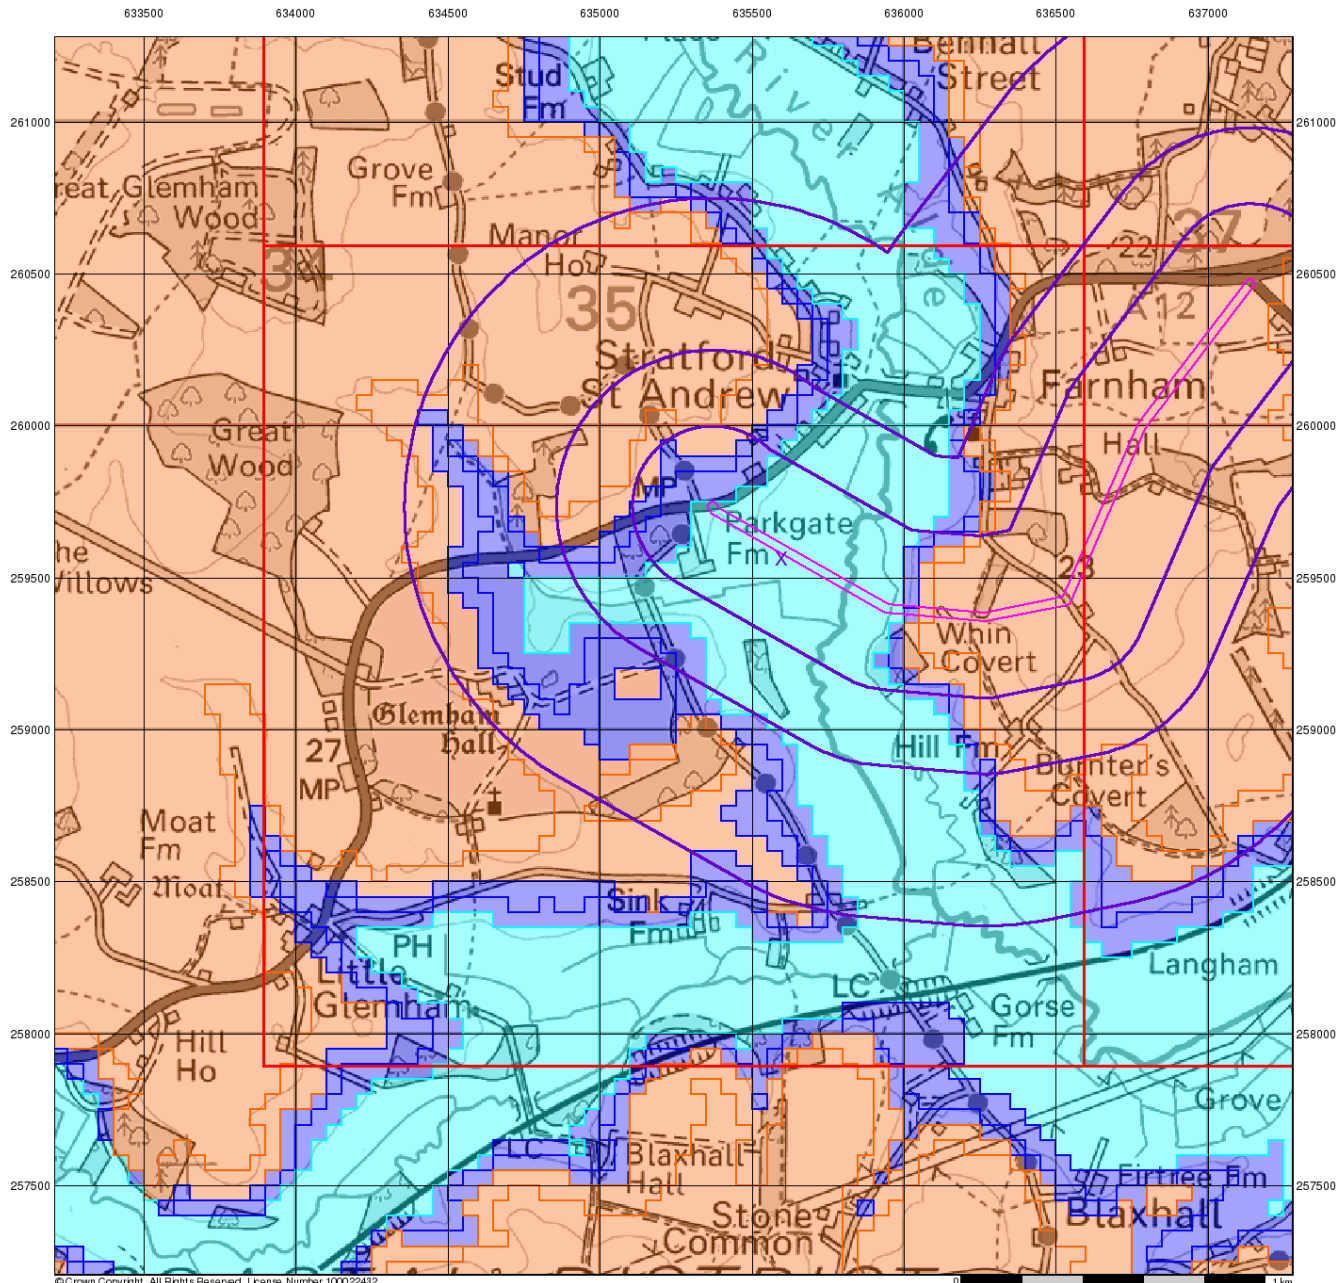 633500 634000 634500 635000 635500 636000 636500 637000
Benhall
Street
Stud
Fm
River
261000 261000
Grove
Fm
reat Glemham
Wood
Alde
Manor
Ho
34
22
37
260500 260500
35
A 12
Stratford
St Andrew
Farnham
260000 260000
Great
Wood
Hall
MP
Parkgate
Fm x
he
Willows
23
259500 259500
Whin
Covert
Glemham
Hall
27
MP
Hill Fm
259000 259000
Bunter's
Covert
Moat
Fm
Moat
258500 258500
Sink
Fm
PH
Little
Glemham
LC
Langham
Gorse
Fm
258000 258000
Hill
Ho
Grove
LC
Blaxhall
Hall
Firtree Fm
257500 257500
Stone
Common
Blaxhall
© Crown Copyright. All Rights Reserved. License Number 100022432
0 1 km